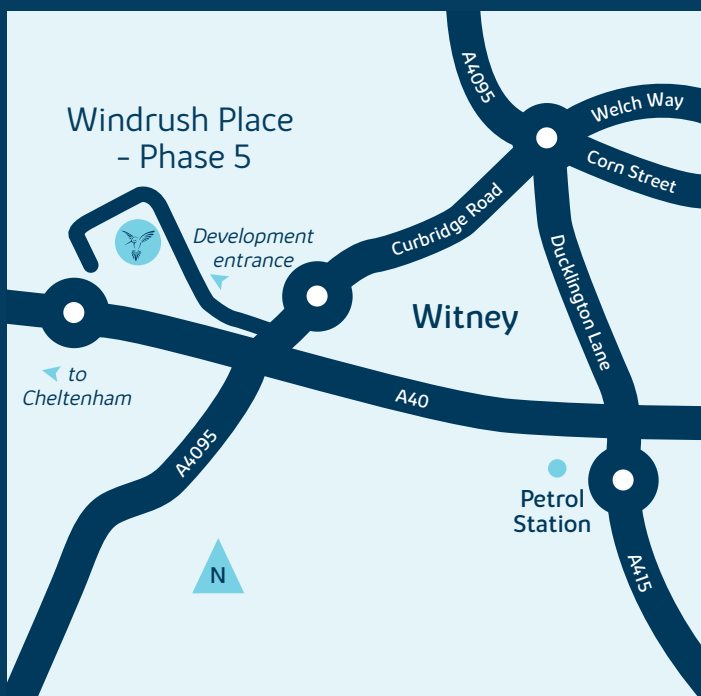 A4095
Welch Way
Windrush Place
- Phase 5
Corn Street
Curbridge Road
Development
entrance
Ducklington Lane
Witney
to
Cheltenham
A40
A4095
Petrol
Station
N
A415